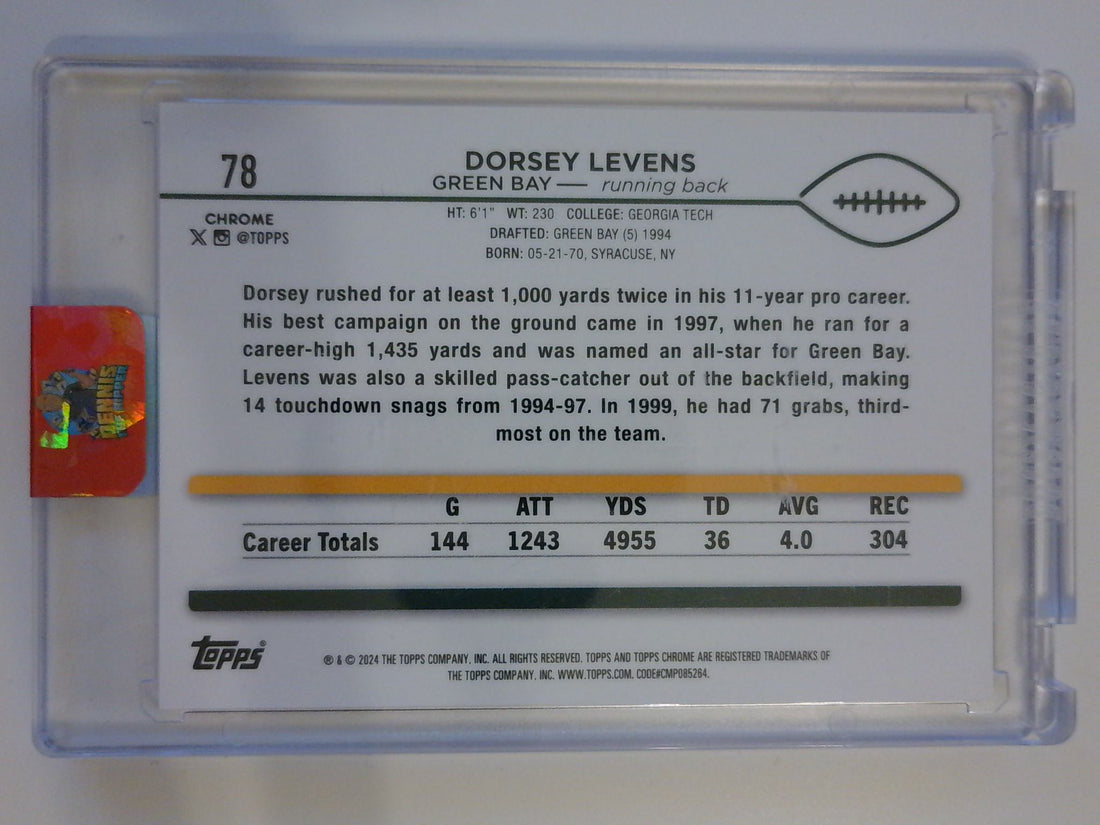 78
DORSEY LEVENS
GREEN BAY — running back
HT: 6'1" WT: 230 COLLEGE: GEORGIA TECH
DRAFTED: GREEN BAY (5) 1994
BORN: 05-21-70, SYRACUSE, NY
CHROME
X @TOPPS
Dorsey rushed for at least 1,000 yards twice in his 11-year pro career.
His best campaign on the ground came in 1997, when he ran for a
career-high 1,435 yards and was named an all-star for Green Bay.
Levens was also a skilled pass-catcher out of the backfield, making
14 touchdown snags from 1994-97. In 1999, he had 71 grabs, third-
most on the team.
G ATT YDS TD AVG REC
Career Totals 144 1243 4955 36 4.0 304
TOPPS®
® & © 2024 THE TOPPS COMPANY, INC. ALL RIGHTS RESERVED. TOPPS AND TOPPS CHROME ARE REGISTERED TRADEMARKS OF
THE TOPPS COMPANY, INC. WWW.TOPPS.COM. CODE#CMP085264.
DENNIS